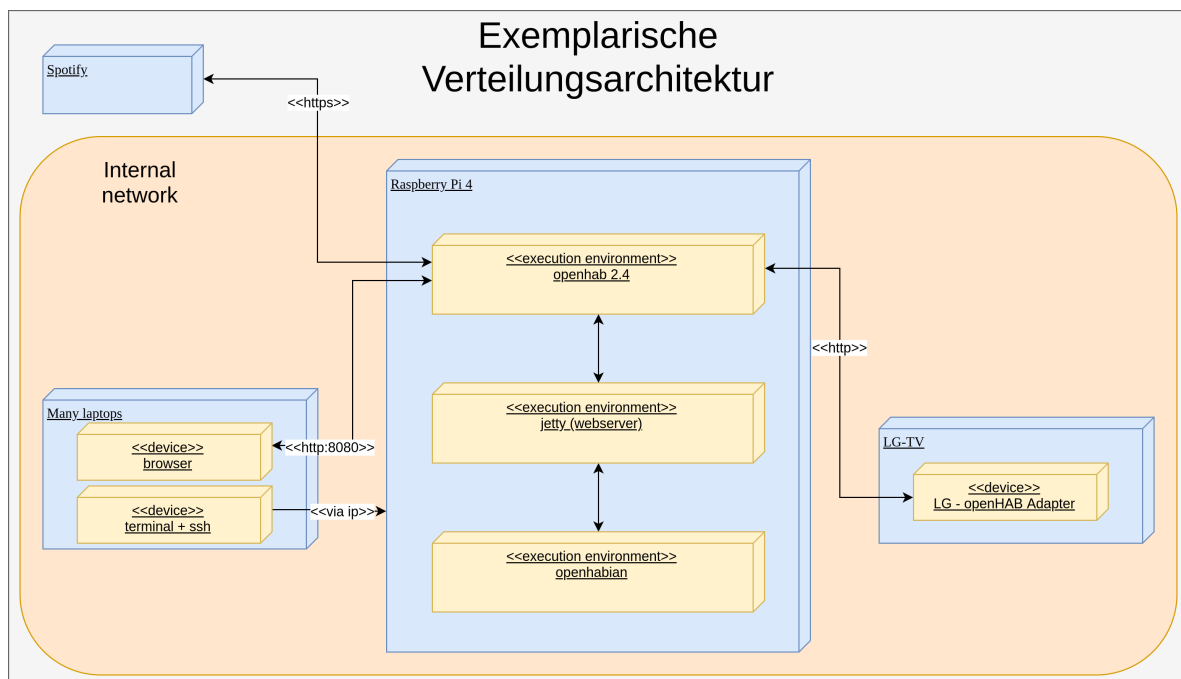 Exemplarische
Verteilungsarchitektur
Spotify
<<https>>
Internal
network
Raspberry Pi 4
<<execution environment>>
openhab 2.4
<<http>>
<<execution environment>>
jetty (webserver)
Many laptops
<<device>>
browser
<<http:8080>>
<<device>>
terminal + ssh
<<via ip>>
LG-TV
<<device>>
LG - openHAB Adapter
<<execution environment>>
openhabian